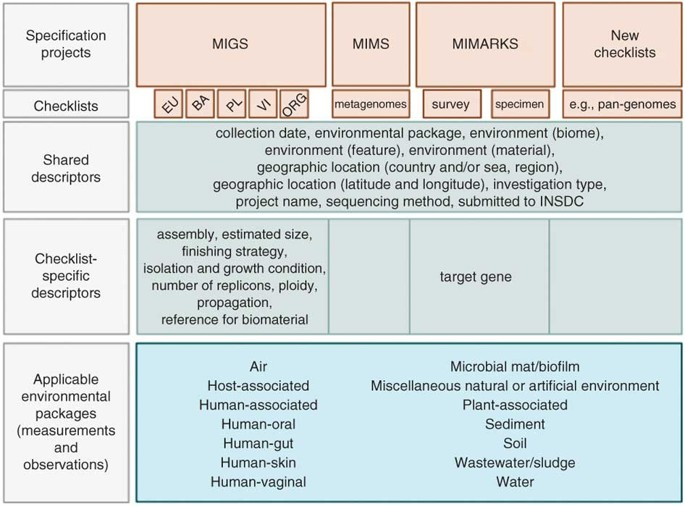 Specification
projects
MIGS
MIMS
MIMARKS
New
checklists
Checklists
EU
BA
PL
VI
ORG
metagenomes
survey
specimen
e.g., pan-genomes
Shared
descriptors
collection date, environmental package, environment (biome),
environment (feature), environment (material),
geographic location (country and/or sea, region),
geographic location (latitude and longitude), investigation type,
project name, sequencing method, submitted to INSDC
Checklist-
specific
descriptors
assembly, estimated size,
finishing strategy,
isolation and growth condition,
number of replicons, ploidy,
propagation,
reference for biomaterial
target gene
Applicable
environmental
packages
(measurements
and
observations)
Air
Host-associated
Human-associated
Human-oral
Human-gut
Human-skin
Human-vaginal
Microbial mat/biofilm
Miscellaneous natural or artificial environment
Plant-associated
Sediment
Soil
Wastewater/sludge
Water